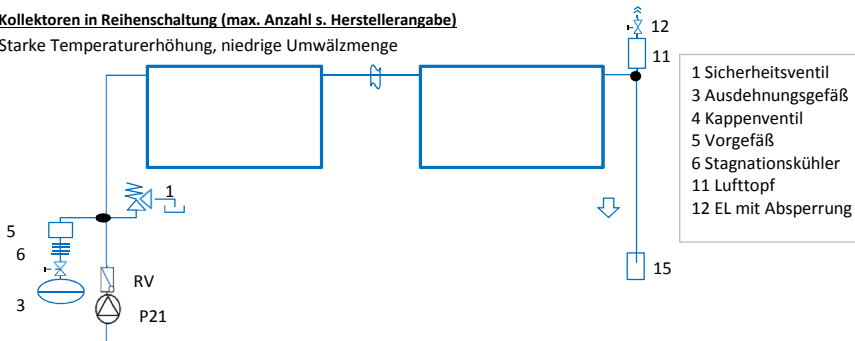 Kollektoren in Reihenschaltung (max. Anzahl s. Herstellerangabe)
Starke Temperaturerhöhung, niedrige Umwälzmenge
12
11
1 Sicherheitsventil
3 Ausdehnungsgefäß
4 Kappenventil
5 Vorgefäß
6 Stagnationskühler
11 Lufttopf
12 EL mit Absperrung
1
5
6
3
RV
P21
15